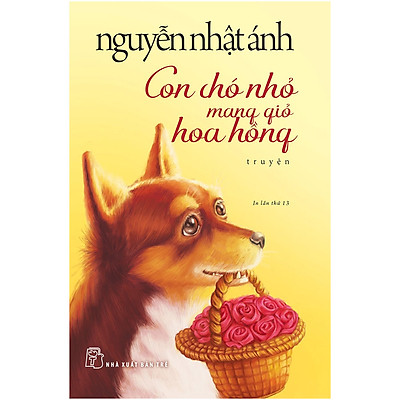 nguyễn nhật ánh
Con chó nhỏ
mang giỏ
hoa hồng
truyện
In lần thứ 13
NHÀ XUẤT BẢN TRẺ